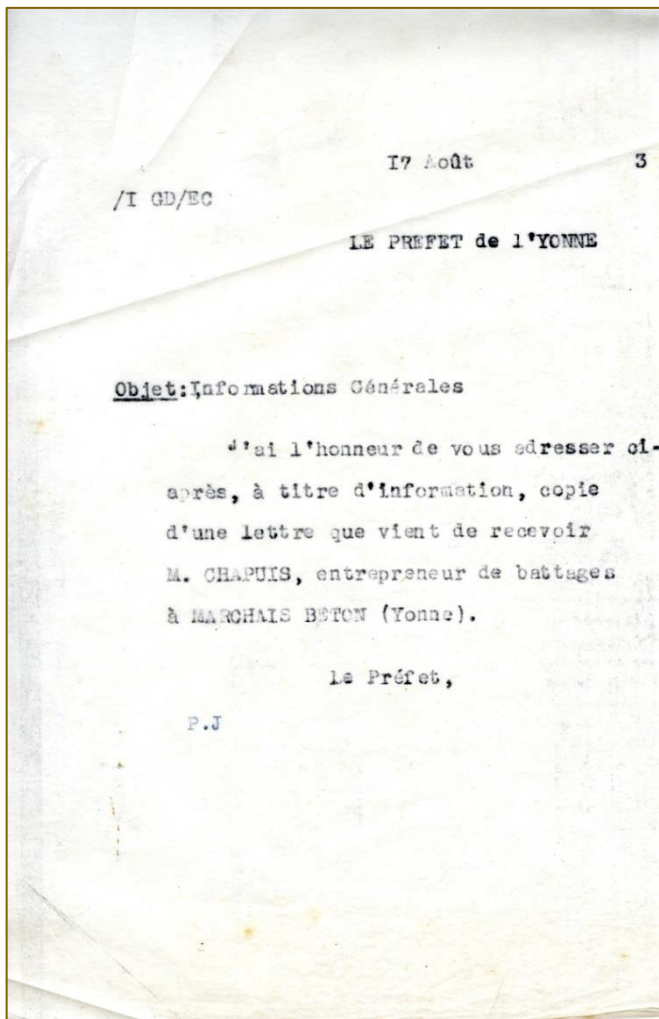 I7 Août 3
/I GD/EC
LE PREFET de l'YONNE
Objet:Informations Générales
J'ai l'honneur de vous adresser ci-
après, à titre d'information, copie
d'une lettre que vient de recevoir
M. CHAPUIS, entrepreneur de battages
à MARCHAIS BETON (Yonne).
Le Préfet,
P.J